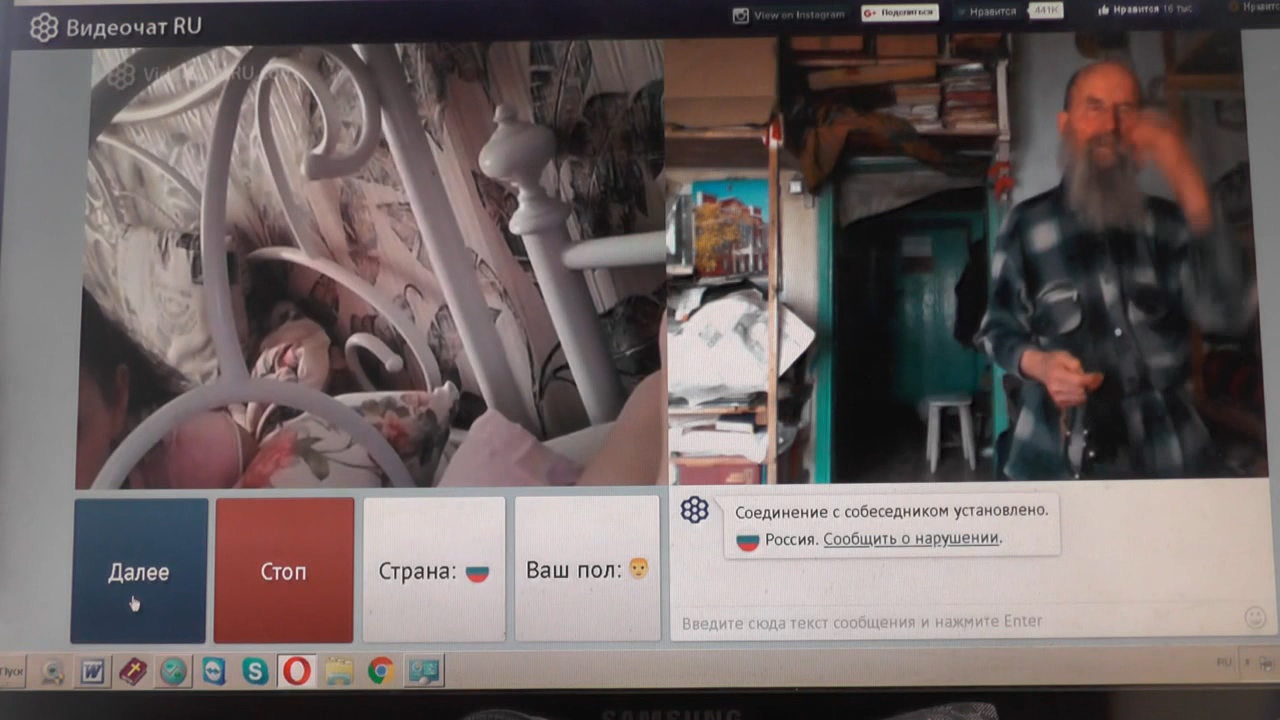 Видеочат RU
View on Instagram
G+ Поделиться
Нравится
441K
Нравится 16 тыс
Соединение с собеседником установлено.
Россия. Сообщить о нарушении.
Далее
Стоп
Страна:
Ваш пол:
Введите сюда текст сообщения и нажмите Enter
RU
SAMSUNG